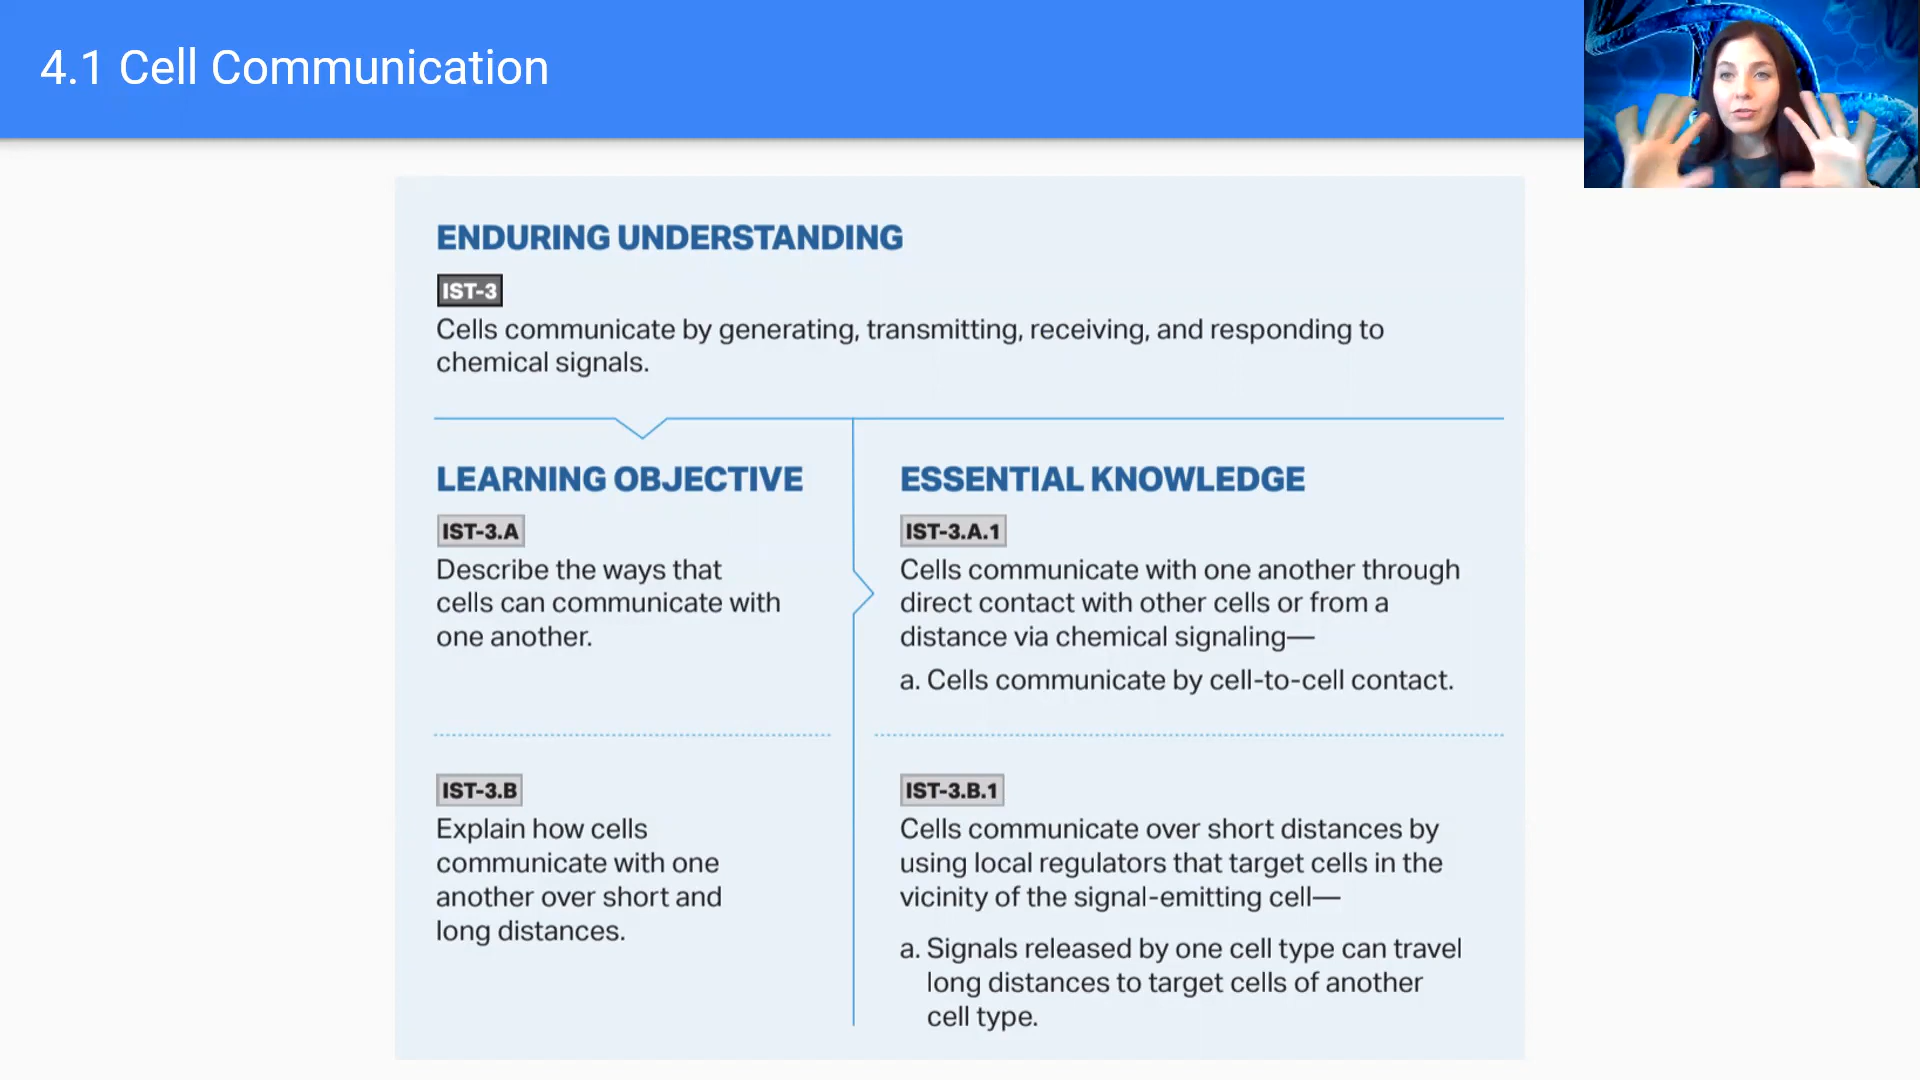 4.1 Cell Communication
ENDURING UNDERSTANDING
IST-3
Cells communicate by generating, transmitting, receiving, and responding to
chemical signals.
LEARNING OBJECTIVE
IST-3.A
Describe the ways that
cells can communicate with
one another.
ESSENTIAL KNOWLEDGE
IST-3.A.1
Cells communicate with one another through
direct contact with other cells or from a
distance via chemical signaling—
a. Cells communicate by cell-to-cell contact.
IST-3.B
Explain how cells
communicate with one
another over short and
long distances.
IST-3.B.1
Cells communicate over short distances by
using local regulators that target cells in the
vicinity of the signal-emitting cell—
a. Signals released by one cell type can travel
long distances to target cells of another
cell type.